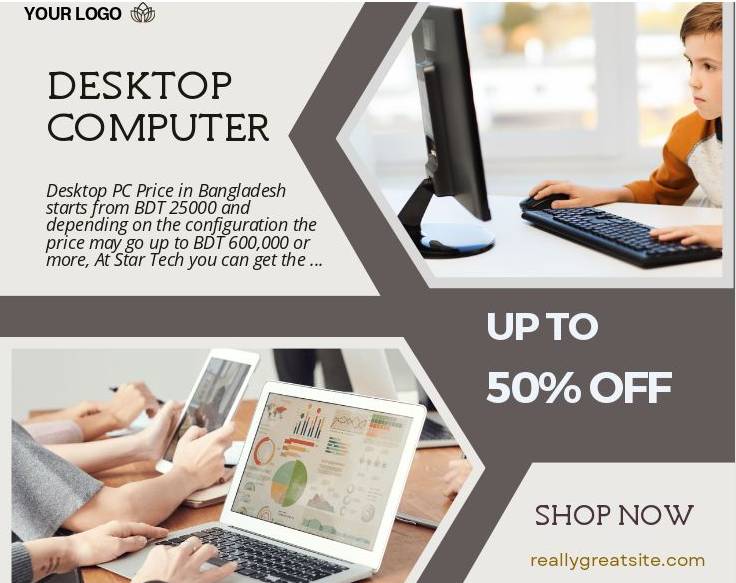 YOUR LOGO
DESKTOP
COMPUTER
Desktop PC Price in Bangladesh
starts from BDT 25000 and
depending on the configuration the
price may go up to BDT 600,000 or
more, At Star Tech you can get the ...
UP TO
50% OFF
SHOP NOW
reallygreatsite.com